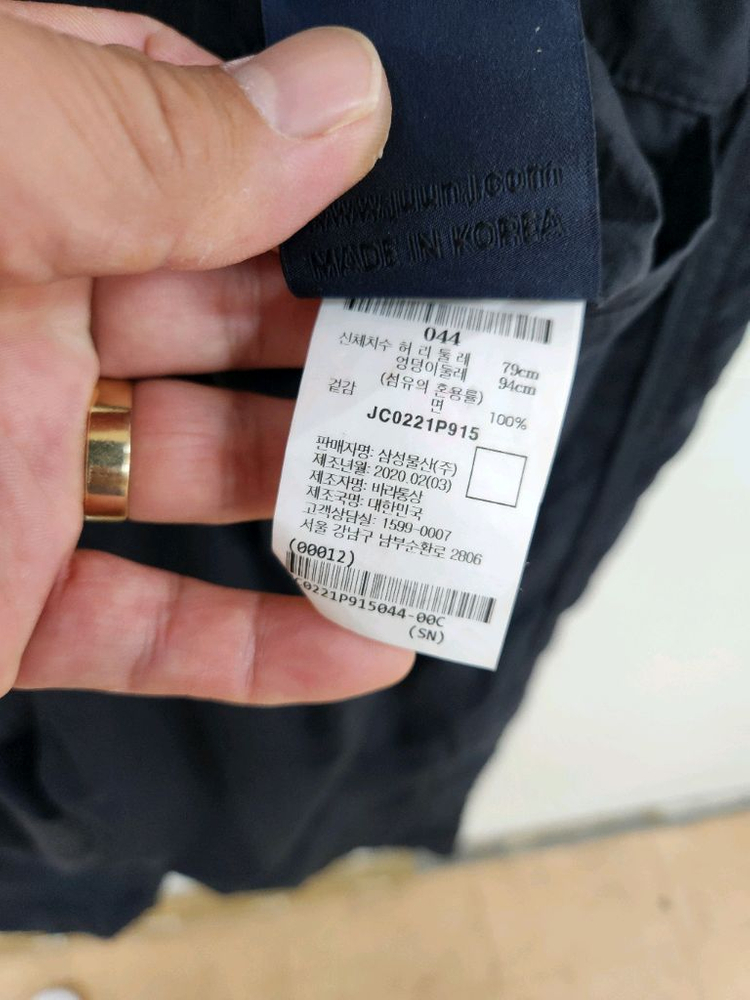 www.juunj.com
MADE IN KOREA
044
신체치수 허 리 둘 레 79cm
엉덩이둘레 94cm
(섬유의 혼용률)
겉감 면 100%
JC0221P915
판매자명: 삼성물산(주)
제조년월: 2020.02(03)
제조자명: 바라통상
제조국명: 대한민국
고객상담실: 1599-0007
서울 강남구 남부순환로 2806
(00012)
C0221P915044-00C
(SN)